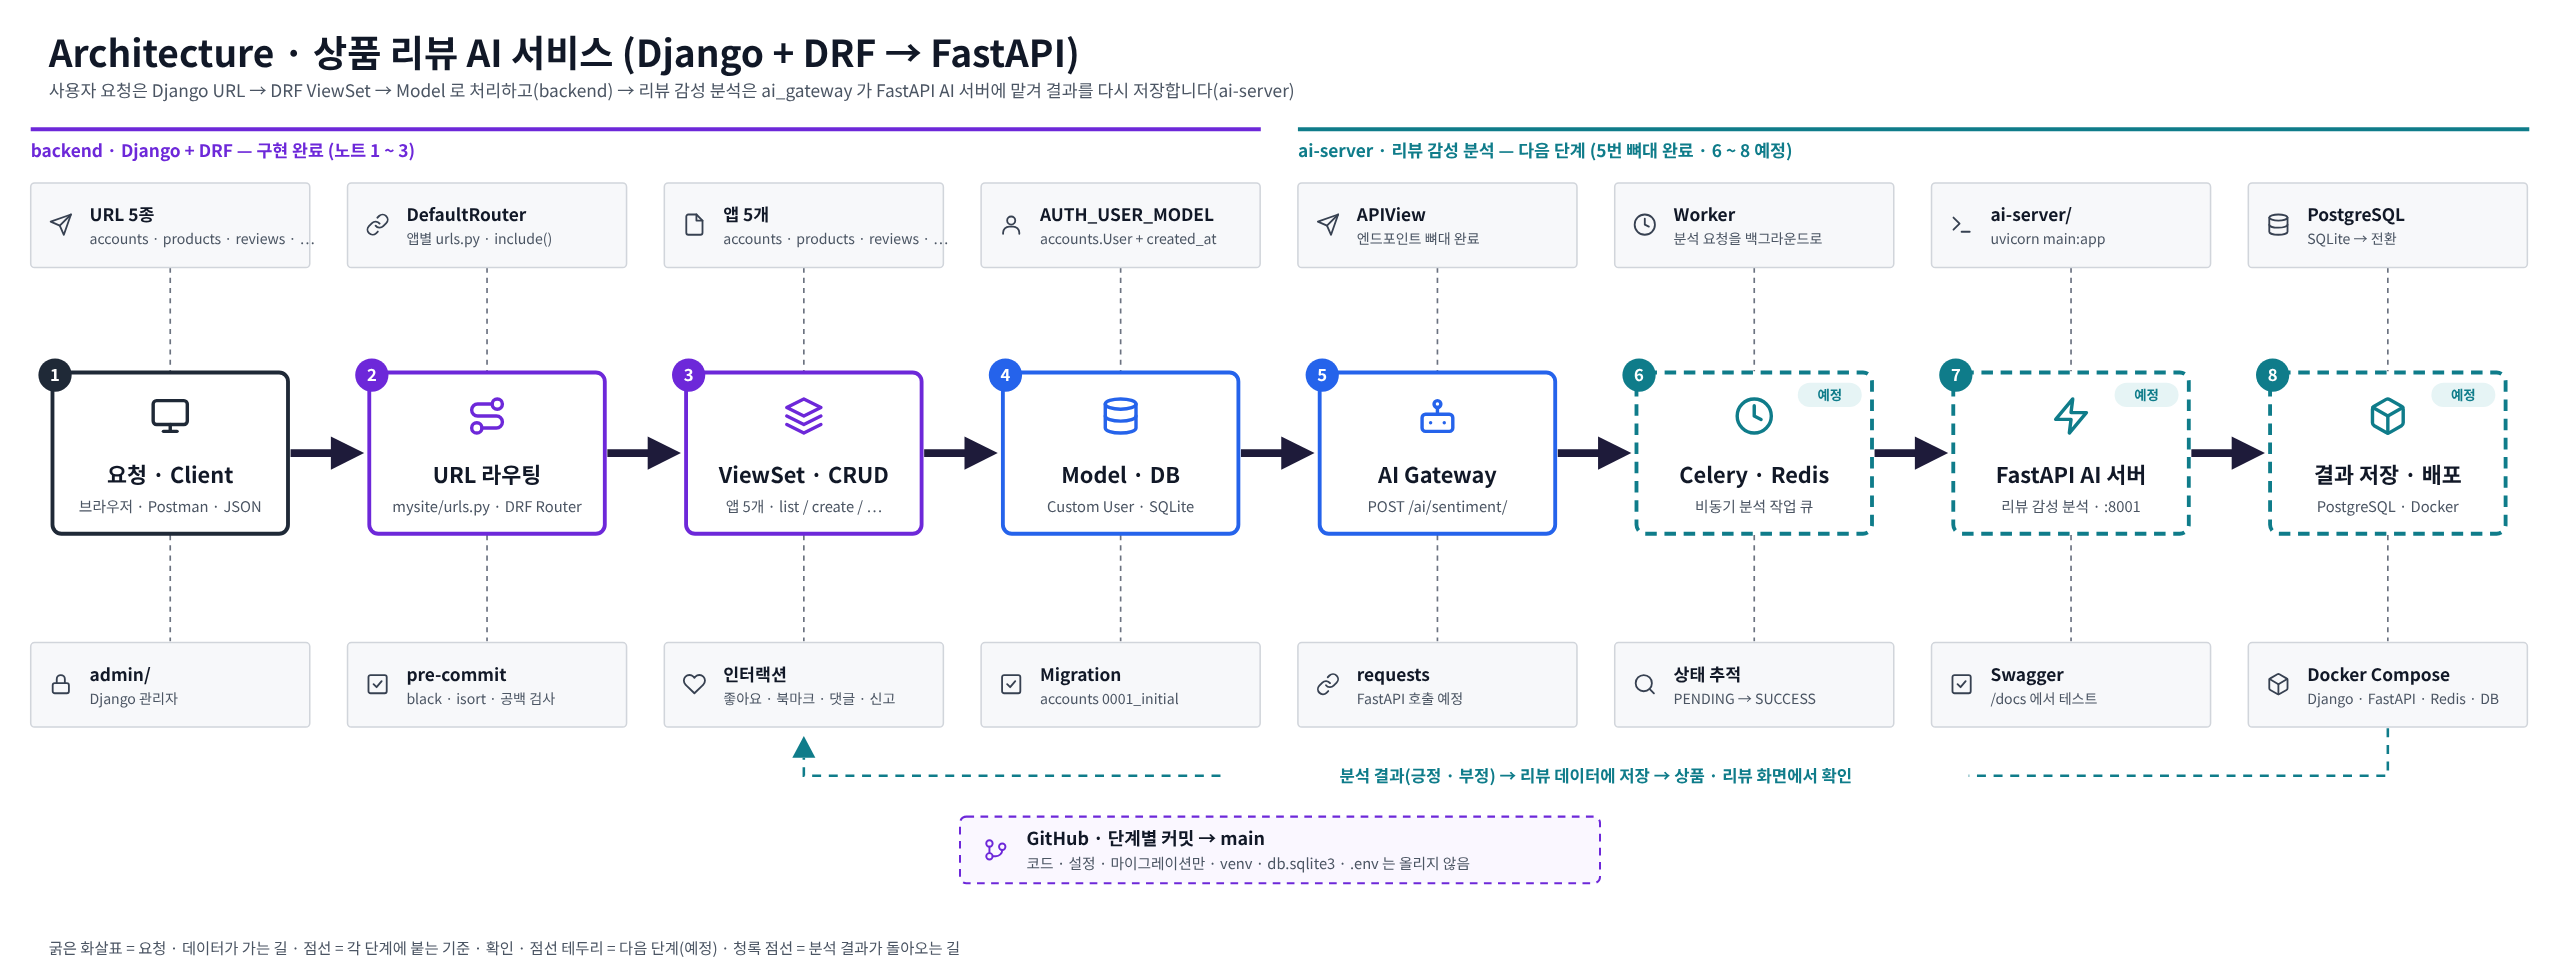 Architecture · 상품 리뷰 AI 서비스 (Django + DRF → FastAPI)
사용자 요청은 Django URL → DRF ViewSet → Model 로 처리하고(backend) → 리뷰 감성 분석은 ai_gateway 가 FastAPI AI 서버에 맡겨 결과를 다시 저장합니다(ai-server)
backend · Django + DRF — 구현 완료 (노트 1 ~ 3)
ai-server · 리뷰 감성 분석 — 다음 단계 (5번 뼈대 완료 · 6 ~ 8 예정)
URL 5종
accounts · products · reviews · …
DefaultRouter
앱별 urls.py · include()
앱 5개
accounts · products · reviews · …
AUTH_USER_MODEL
accounts.User + created_at
APIView
엔드포인트 뼈대 완료
Worker
분석 요청을 백그라운드로
ai-server/
uvicorn main:app
PostgreSQL
SQLite → 전환
1
요청 · Client
브라우저 · Postman · JSON
2
URL 라우팅
mysite/urls.py · DRF Router
3
ViewSet · CRUD
앱 5개 · list / create / …
4
Model · DB
Custom User · SQLite
5
AI Gateway
POST /ai/sentiment/
6
예정
Celery · Redis
비동기 분석 작업 큐
7
예정
FastAPI AI 서버
리뷰 감성 분석 · :8001
8
예정
결과 저장 · 배포
PostgreSQL · Docker
admin/
Django 관리자
pre-commit
black · isort · 공백 검사
인터랙션
좋아요 · 북마크 · 댓글 · 신고
Migration
accounts 0001_initial
requests
FastAPI 호출 예정
상태 추적
PENDING → SUCCESS
Swagger
/docs 에서 테스트
Docker Compose
Django · FastAPI · Redis · DB
분석 결과(긍정 · 부정) → 리뷰 데이터에 저장 → 상품 · 리뷰 화면에서 확인
GitHub · 단계별 커밋 → main
코드 · 설정 · 마이그레이션만 · venv · db.sqlite3 · .env 는 올리지 않음
굵은 화살표 = 요청 · 데이터가 가는 길 · 점선 = 각 단계에 붙는 기준 · 확인 · 점선 테두리 = 다음 단계(예정) · 청록 점선 = 분석 결과가 돌아오는 길